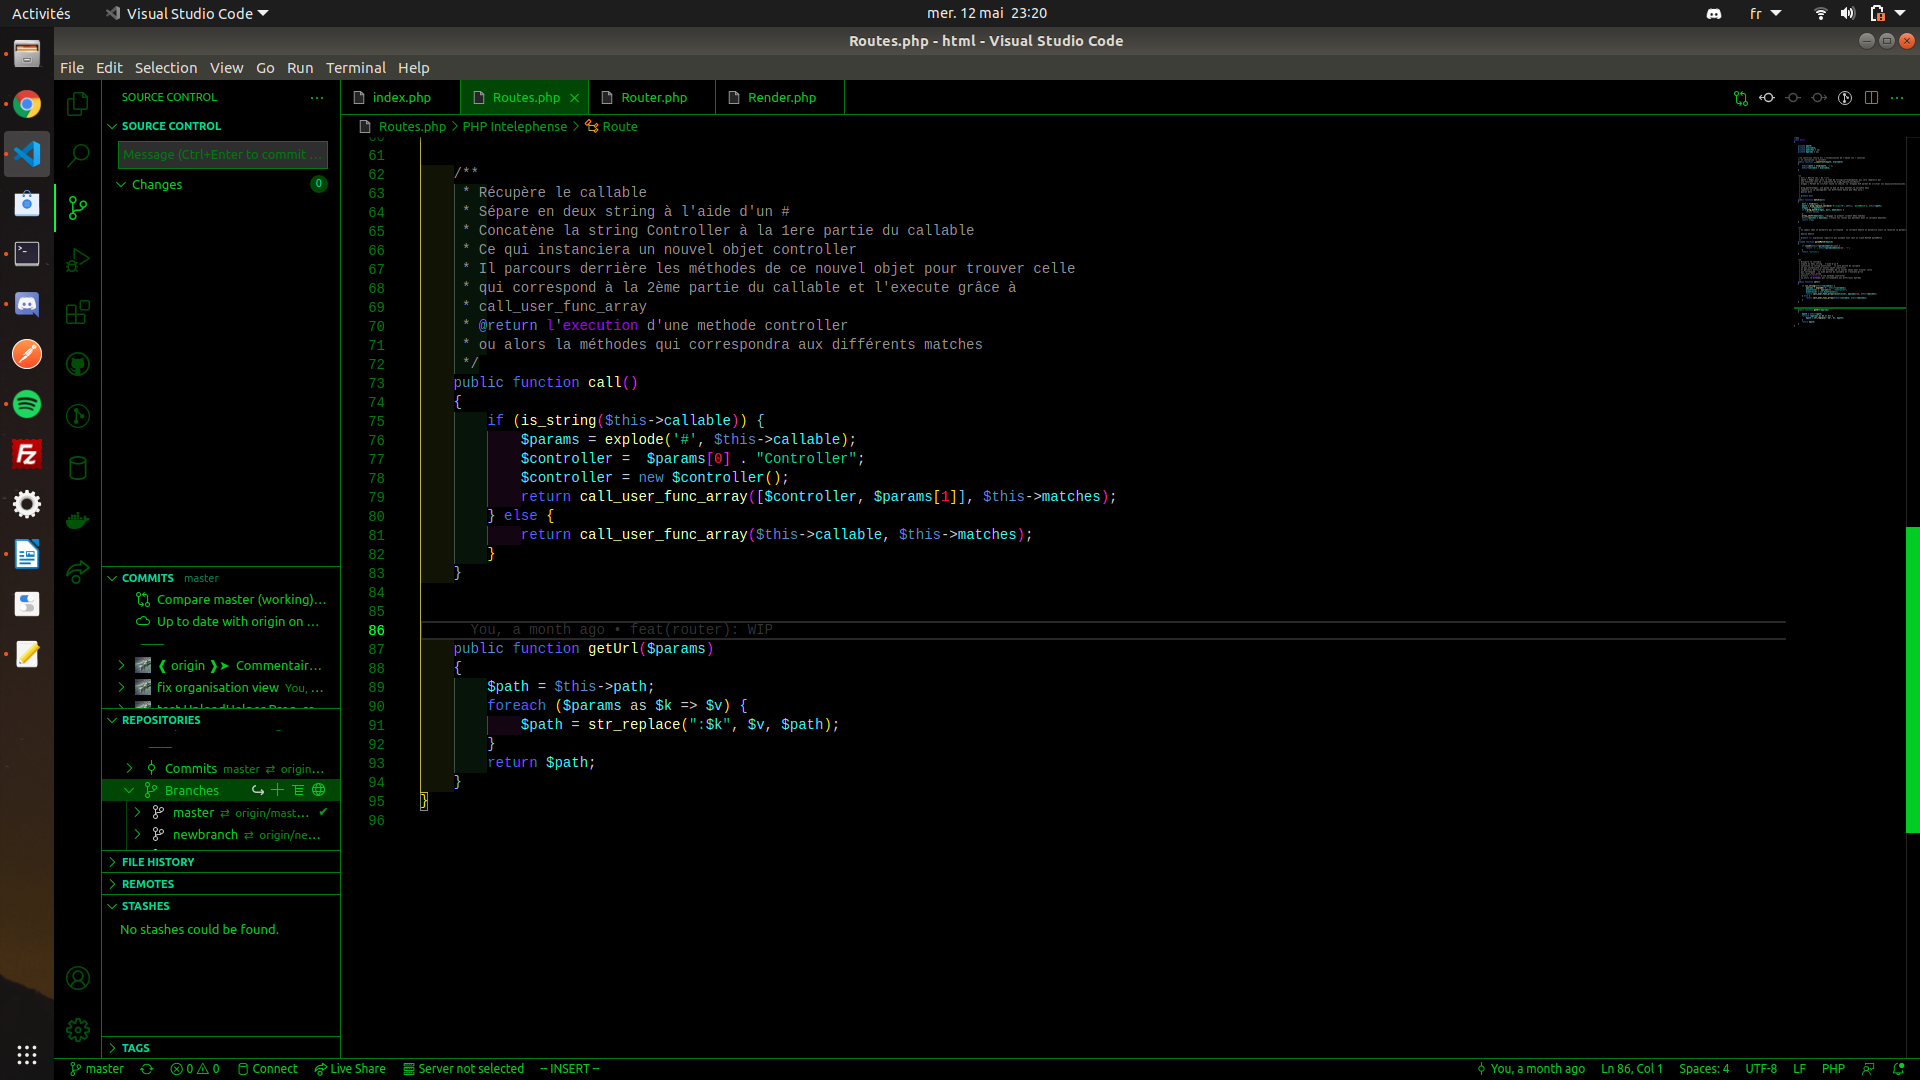 Activités
Visual Studio Code
mer. 12 mai 23:20
fr
Routes.php - html - Visual Studio Code
File Edit Selection View Go Run Terminal Help
SOURCE CONTROL
SOURCE CONTROL
Message (Ctrl+Enter to commit ...
Changes
0
COMMITS master
Compare master (working)...
Up to date with origin on ...
❰ origin ❱➤ Commentair...
fix organisation view You, ...
REPOSITORIES
Commits master ⇄ origin...
Branches
master ⇄ origin/mast... ✔
newbranch ⇄ origin/ne...
FILE HISTORY
REMOTES
STASHES
No stashes could be found.
TAGS
index.php
Routes.php
Router.php
Render.php
Routes.php > PHP Intelephense > Route
61
62 /**
63 * Récupère le callable
64 * Sépare en deux string à l'aide d'un #
65 * Concatène la string Controller à la 1ere partie du callable
66 * Ce qui instanciera un nouvel objet controller
67 * Il parcours derrière les méthodes de ce nouvel objet pour trouver celle
68 * qui correspond à la 2ème partie du callable et l'execute grâce à
69 * call_user_func_array
70 * @return l'execution d'une methode controller
71 * ou alors la méthodes qui correspondra aux différents matches
72 */
73 public function call()
74 {
75 if (is_string($this->callable)) {
76 $params = explode('#', $this->callable);
77 $controller =  $params[0] . "Controller";
78 $controller = new $controller();
79 return call_user_func_array([$controller, $params[1]], $this->matches);
80 } else {
81 return call_user_func_array($this->callable, $this->matches);
82 }
83 }
84
85
86 You, a month ago • feat(router): WIP
87 public function getUrl($params)
88 {
89 $path = $this->path;
90 foreach ($params as $k => $v) {
91 $path = str_replace(":$k", $v, $path);
92 }
93 return $path;
94 }
95 }
96
master
0 0
Connect
Live Share
Server not selected
-- INSERT --
You, a month ago
Ln 86, Col 1
Spaces: 4
UTF-8
LF
PHP